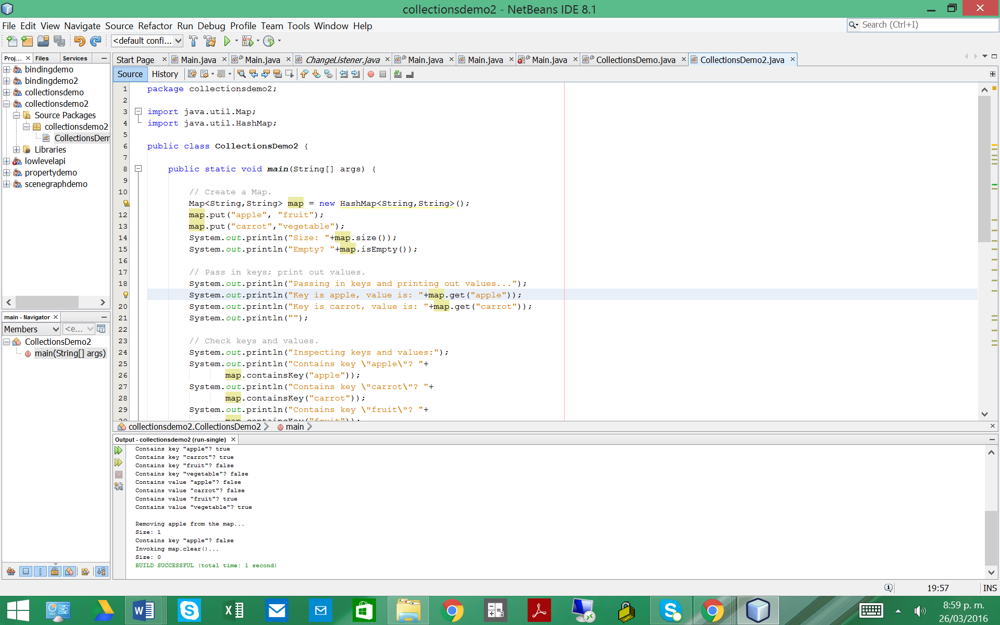 collectionsdemo2 - NetBeans IDE 8.1
File Edit View Navigate Source Refactor Run Debug Profile Team Tools Window Help
Search (Ctrl+I)
<default confi...
Proj... Files Services
bindingdemo
bindingdemo2
collectionsdemo
collectionsdemo2
Source Packages
collectionsdemo2
CollectionsDem
Libraries
lowlevelapi
propertydemo
scenegraphdemo
main - Navigator
Members <e...
CollectionsDemo2
main(String[] args)
Start Page Main.java Main.java ChangeListener.java Main.java Main.java Main.java CollectionsDemo.java CollectionsDemo2.java
Source History
1 package collectionsdemo2;
2
3 import java.util.Map;
4 import java.util.HashMap;
5
6 public class CollectionsDemo2 {
7
8 public static void main(String[] args) {
9
10 // Create a Map.
Map<String,String> map = new HashMap<String,String>();
12 map.put("apple", "fruit");
13 map.put("carrot","vegetable");
14 System.out.println("Size: "+map.size());
15 System.out.println("Empty? "+map.isEmpty());
16
17 // Pass in keys; print out values.
18 System.out.println("Passing in keys and printing out values...");
System.out.println("Key is apple, value is: "+map.get("apple"));
20 System.out.println("Key is carrot, value is: "+map.get("carrot"));
21 System.out.println("");
22
23 // Check keys and values.
24 System.out.println("Inspecting keys and values:");
25 System.out.println("Contains key \"apple\"? "+
26 map.containsKey("apple"));
27 System.out.println("Contains key \"carrot\"? "+
28 map.containsKey("carrot"));
29 System.out.println("Contains key \"fruit\"? "+
30 map.containsKey("fruit"));
collectionsdemo2.CollectionsDemo2 main
Output - collectionsdemo2 (run-single)
Contains key "apple"? true
Contains key "carrot"? true
Contains key "fruit"? false
Contains key "vegetable"? false
Contains value "apple"? false
Contains value "carrot"? false
Contains value "fruit"? true
Contains value "vegetable"? true
Removing apple from the map...
Size: 1
Contains key "apple"? false
Invoking map.clear()...
Size: 0
BUILD SUCCESSFUL (total time: 1 second)
19:57 INS
8:59 p. m.
26/03/2016